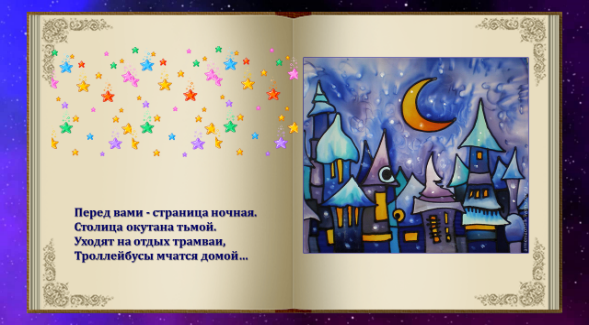 Перед вами - страница ночная.
Столица окутана тьмой.
Уходят на отдых трамваи,
Троллейбусы мчатся домой...